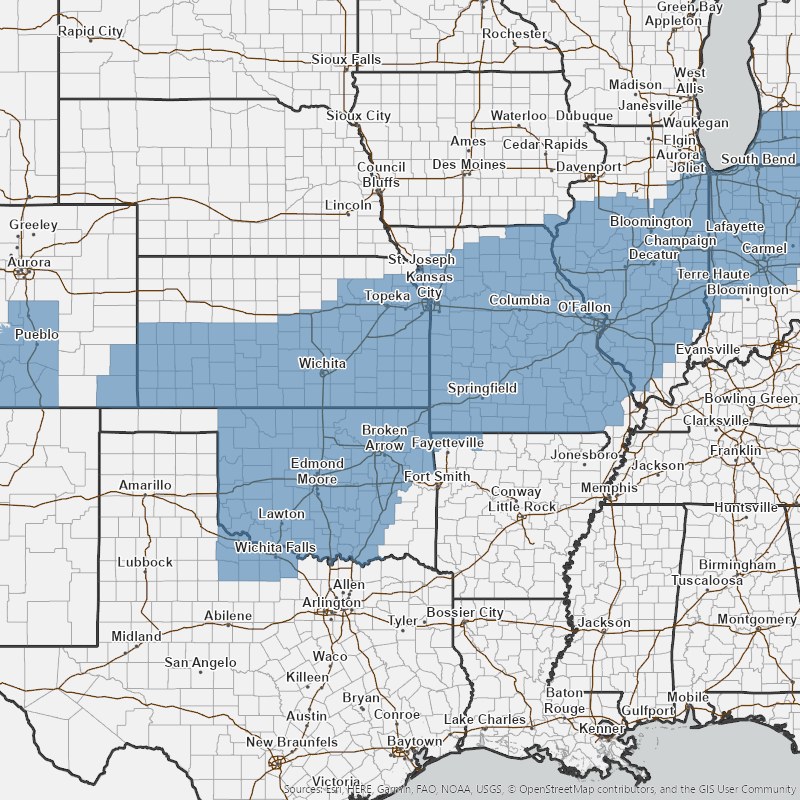 Green Bay
Appleton
Rapid City
Rochester
Sioux Falls
West
Allis
Madison
Janesville
Sioux City
Waterloo
Dubuque
Waukegan
Ames
Cedar Rapids
Elgin
Aurora
Joliet
South Bend
Council
Bluffs
Des Moines
Davenport
Lincoln
Greeley
Bloomington
Lafayette
Champaign
Decatur
Carmel
Aurora
St. Joseph
Kansas
City
Terre Haute
Bloomington
Topeka
Columbia
O'Fallon
Pueblo
Wichita
Evansville
Springfield
Bowling Green
Clarksville
Broken
Arrow
Fayetteville
Franklin
Jonesboro
Jackson
Edmond
Moore
Fort Smith
Amarillo
Conway
Little Rock
Memphis
Huntsville
Lawton
Wichita Falls
Lubbock
Birmingham
Tuscaloosa
Allen
Arlington
Abilene
Tyler
Bossier City
Jackson
Montgomery
Midland
San Angelo
Waco
Killeen
Bryan
Austin
Conroe
Lake Charles
Baton
Rouge
Gulfport
Mobile
Kenner
New Braunfels
Baytown
Victoria
Sources: Esri, HERE, Garmin, FAO, NOAA, USGS, © OpenStreetMap contributors, and the GIS User Community